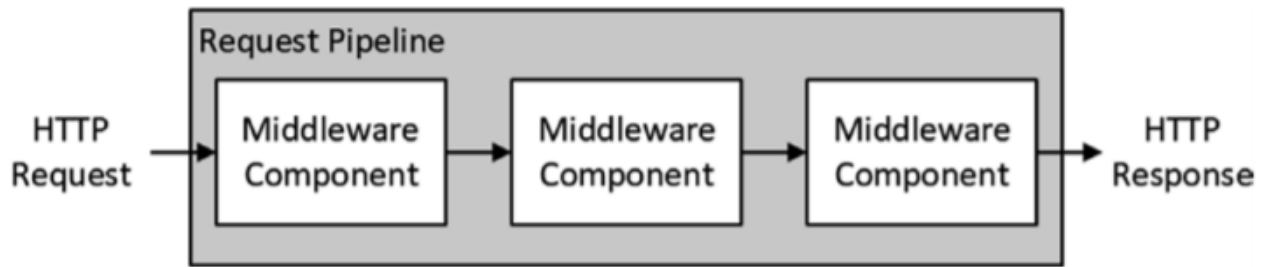 Request Pipeline
HTTP
Request
Middleware
Component
Middleware
Component
Middleware
Component
HTTP
Response